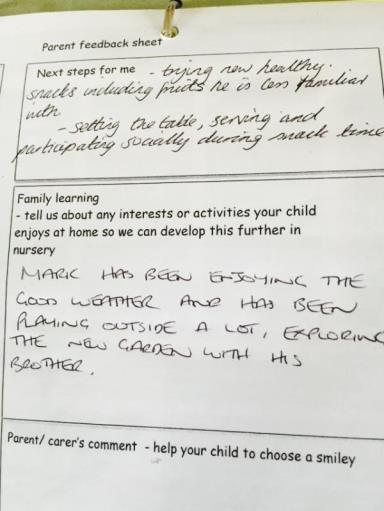 Parent feedback sheet
Next steps for me - trying new healthy
snacks including fruits he is less familiar
with
- setting the table, serving and
participating socially during snack time
Family learning
- tell us about any interests or activities your child
enjoys at home so we can develop this further in
nursery
MARK HAS BEEN ENJOYING THE
GOOD WEATHER AND HAS BEEN
PLAYING OUTSIDE A LOT, EXPLORING
THE NEW GARDEN WITH HIS
BROTHER.
Parent/ carer's comment - help your child to choose a smiley